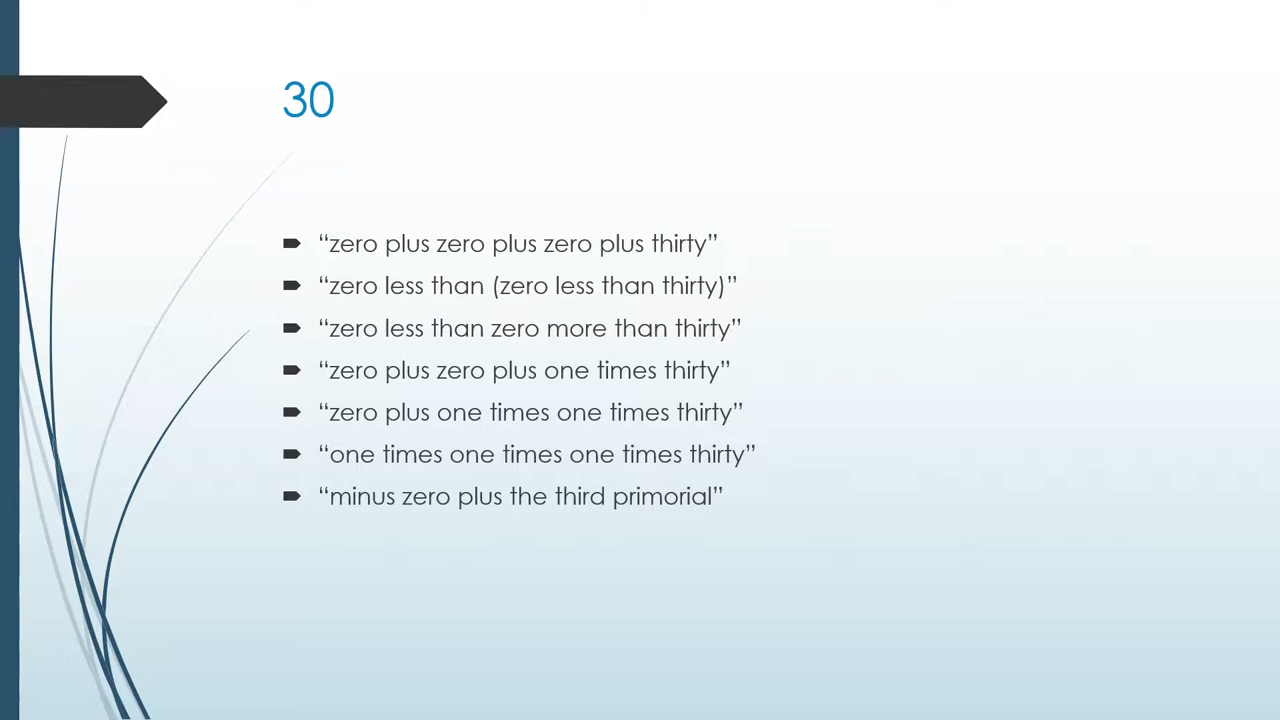 30
“zero plus zero plus zero plus thirty”
“zero less than (zero less than thirty)”
“zero less than zero more than thirty”
“zero plus zero plus one times thirty”
“zero plus one times one times thirty”
“one times one times one times thirty”
“minus zero plus the third primorial”